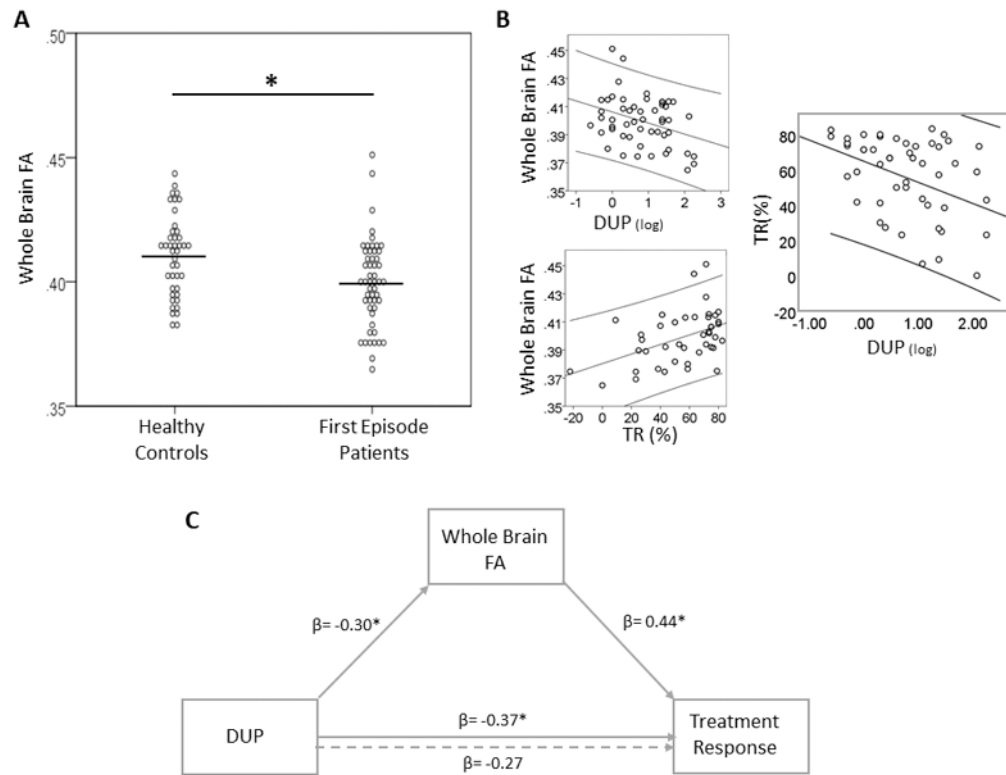 A
.50
.45
.40
.35
Whole Brain FA
*
Healthy
Controls
First Episode
Patients
B
Whole Brain FA
.45
.43
.41
.39
.37
.35
-1 0 1 2 3
DUP (log)
Whole Brain FA
.45
.43
.41
.39
.37
.35
-20 0 20 40 60 80
TR (%)
TR(%)
80
60
40
20
0
-20
-1.00 .00 1.00 2.00
DUP (log)
C
Whole Brain
FA
β= -0.30*
β= 0.44*
DUP
β= -0.37*
β= -0.27
Treatment
Response